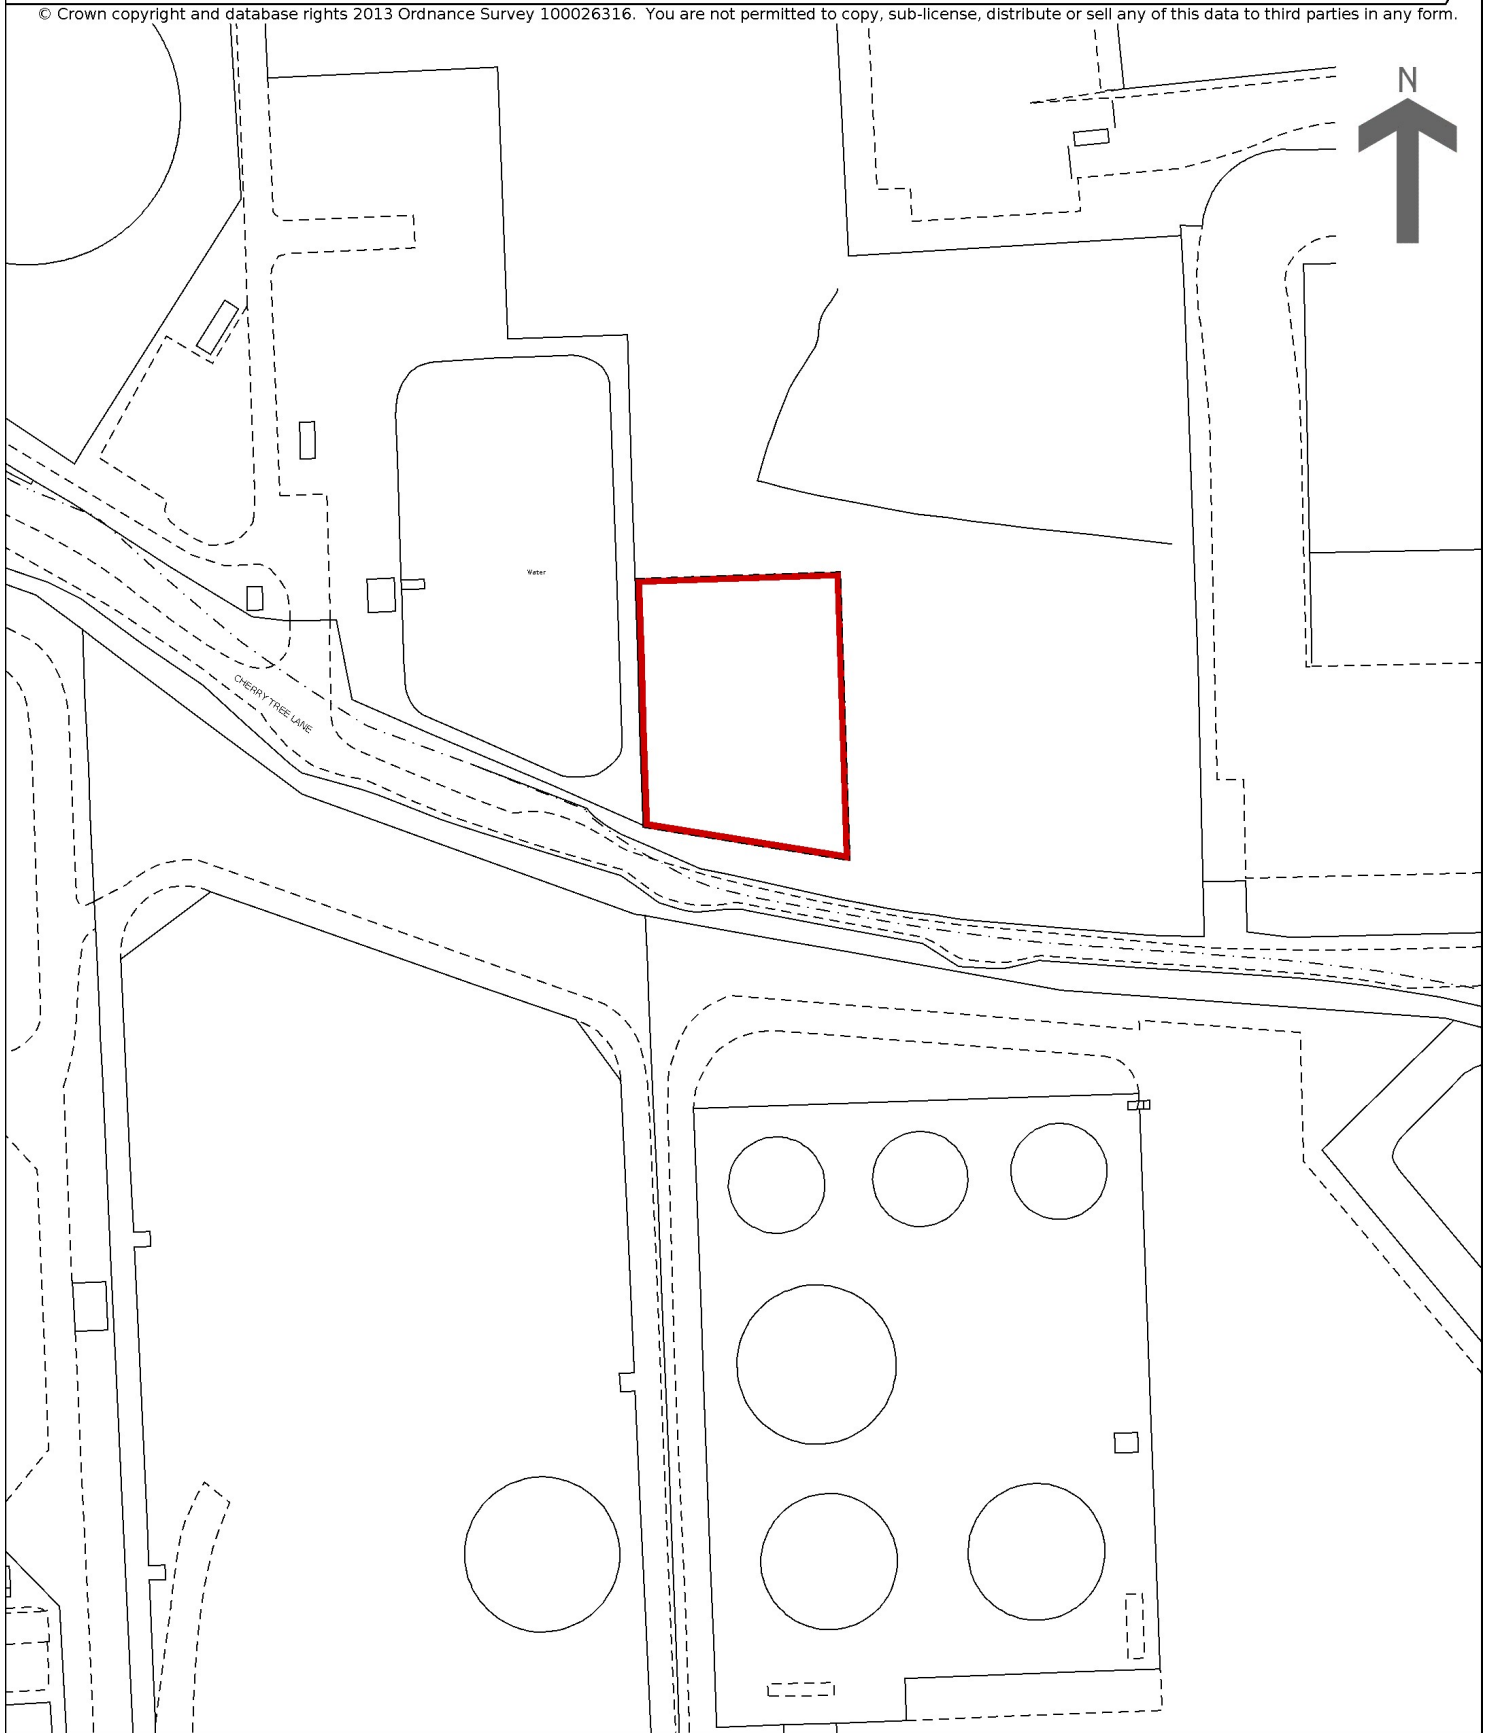 © Crown copyright and database rights 2013 Ordnance Survey 100026316.  You are not permitted to copy, sub-license, distribute or sell any of this data to third parties in any form.
N
Water
CHERRY TREE LANE